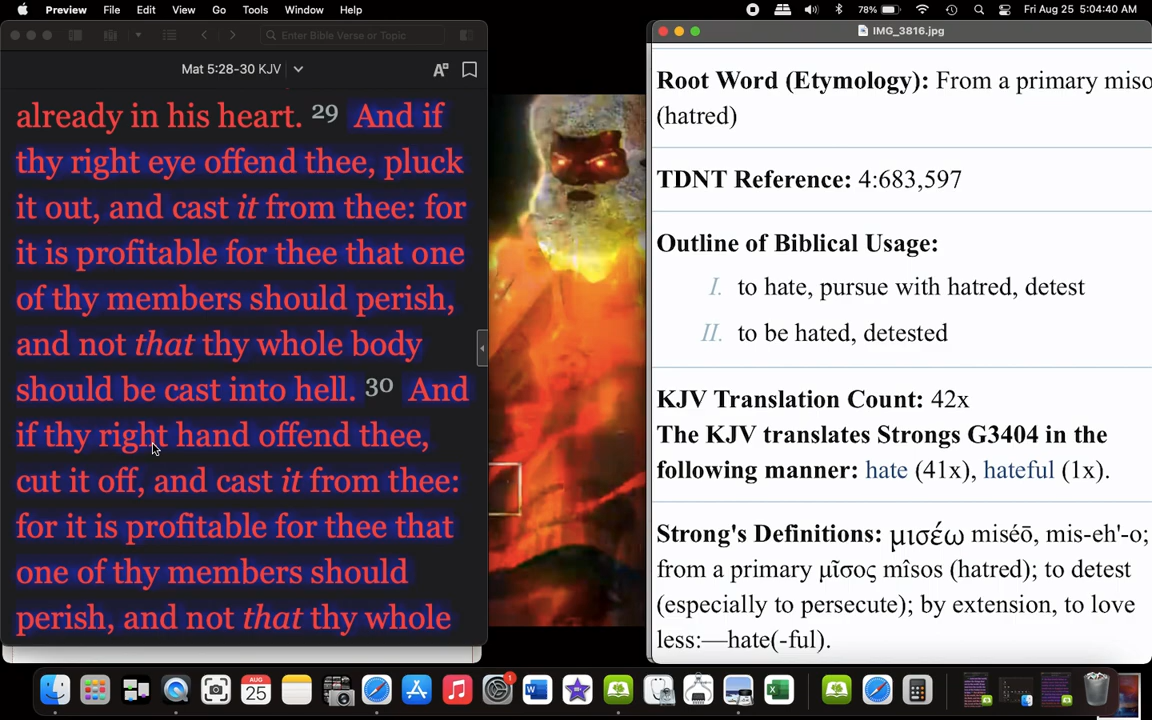 Preview File Edit View Go Tools Window Help
78% Fri Aug 25 5:04:40 AM
Enter Bible Verse or Topic
Mat 5:28-30 KJV
already in his heart. 29 And if
thy right eye offend thee, pluck
it out, and cast it from thee: for
it is profitable for thee that one
of thy members should perish,
and not that thy whole body
should be cast into hell. 30 And
if thy right hand offend thee,
cut it off, and cast it from thee:
for it is profitable for thee that
one of thy members should
perish, and not that thy whole
IMG_3816.jpg
Root Word (Etymology): From a primary miso
(hatred)
TDNT Reference: 4:683,597
Outline of Biblical Usage:
I. to hate, pursue with hatred, detest
II. to be hated, detested
KJV Translation Count: 42x
The KJV translates Strongs G3404 in the
following manner: hate (41x), hateful (1x).
Strong's Definitions: μισέω miséō, mis-eh'-o;
from a primary μῖσος mîsos (hatred); to detest
(especially to persecute); by extension, to love
less:—hate(-ful).
AUG
25
1